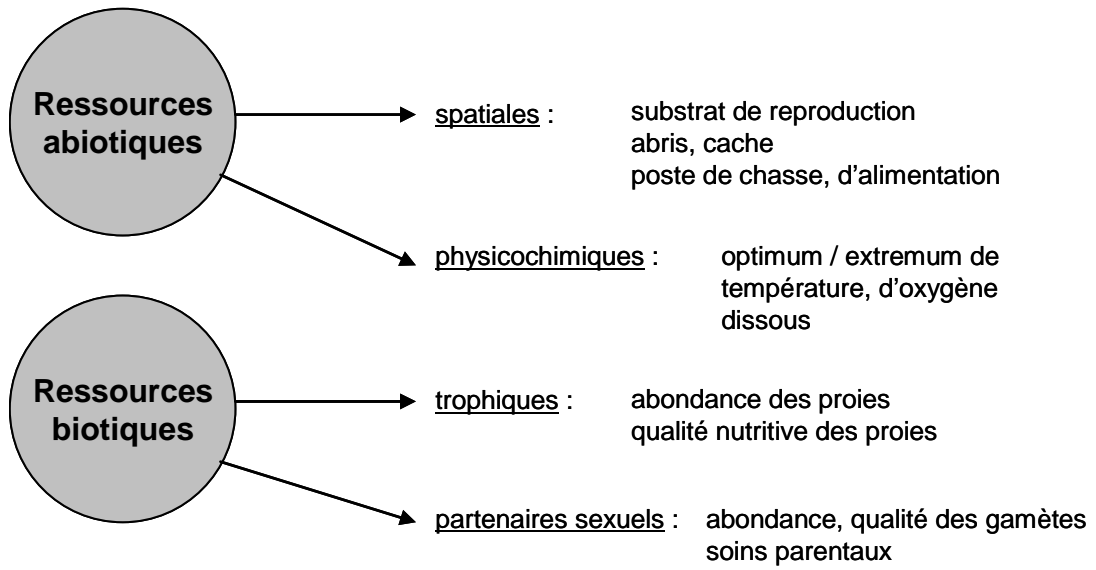 Ressources
abiotiques
spatiales :
substrat de reproduction
abris, cache
poste de chasse, d'alimentation
physicochimiques :
optimum / extremum de
température, d'oxygène
dissous
Ressources
biotiques
trophiques :
abondance des proies
qualité nutritive des proies
partenaires sexuels :
abondance, qualité des gamètes
soins parentaux